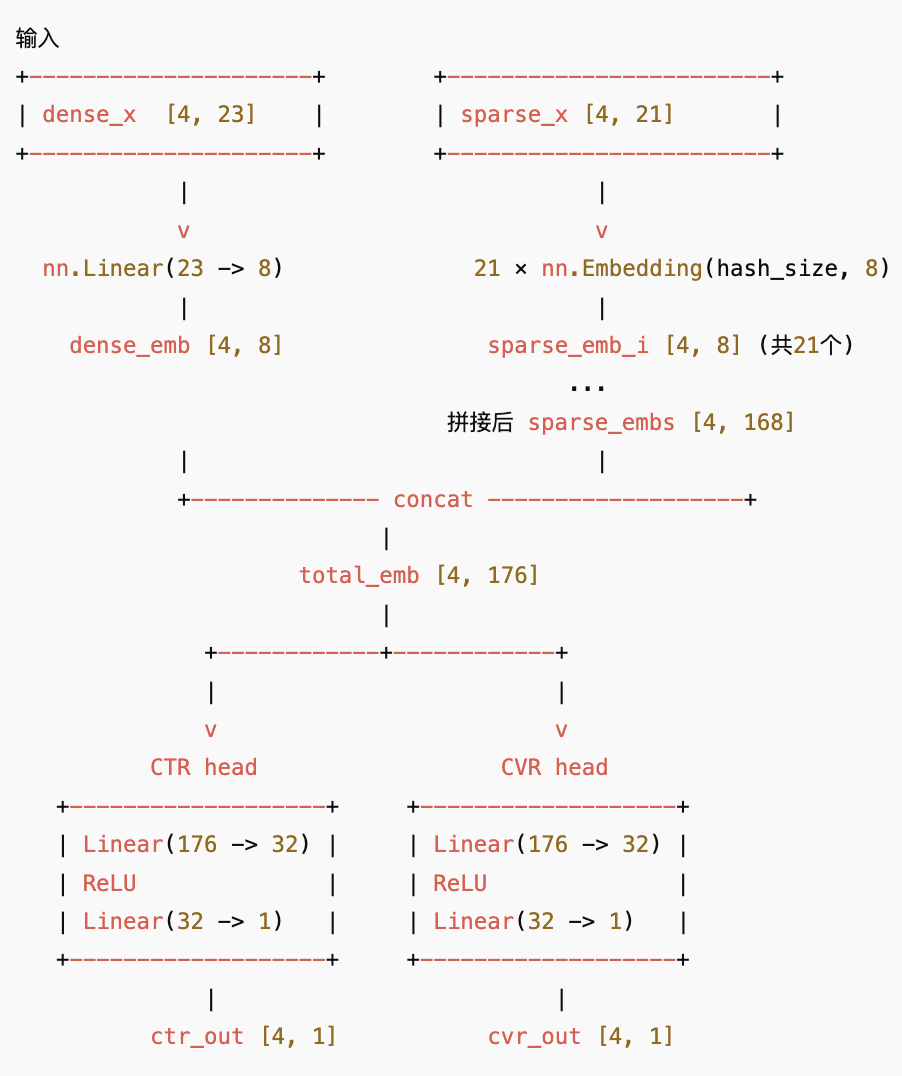 输入
+---------------------+        +------------------------+
| dense_x  [4, 23]    |        | sparse_x [4, 21]       |
+---------------------+        +------------------------+
            |                              |
            v                              v
  nn.Linear(23 -> 8)              21 × nn.Embedding(hash_size, 8)
            |                              |
    dense_emb [4, 8]               sparse_emb_i [4, 8] (共21个)
                                         ...
                                拼接后 sparse_embs [4, 168]
            |                              |
            +-------------- concat -------------------+
                           |
                     total_emb [4, 176]
                           |
              +------------+------------+
              |                         |
              v                         v
          CTR head                  CVR head
   +-------------------+     +-------------------+
   | Linear(176 -> 32) |     | Linear(176 -> 32) |
   | ReLU              |     | ReLU              |
   | Linear(32 -> 1)   |     | Linear(32 -> 1)   |
   +-------------------+     +-------------------+
              |                         |
          ctr_out [4, 1]           cvr_out [4, 1]